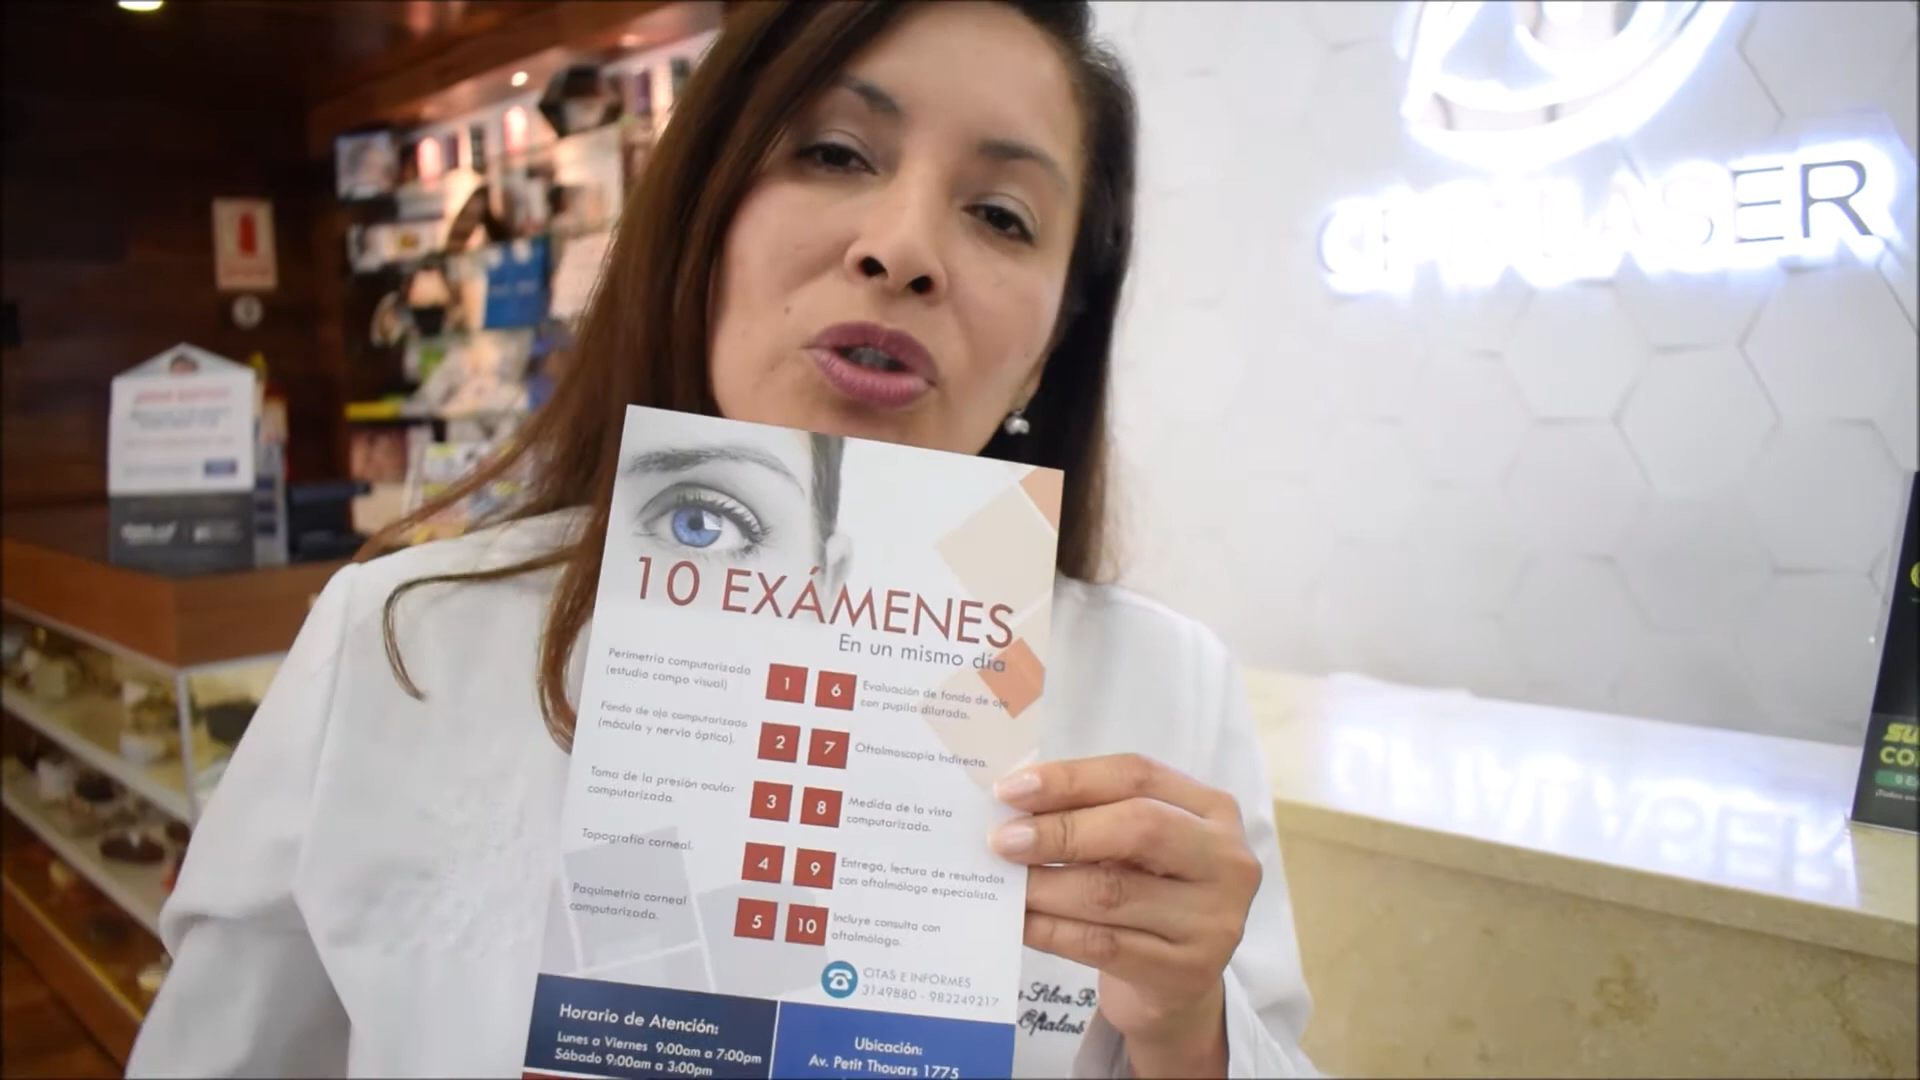 10 EXÁMENES
En un mismo día
Perimetría computarizada
(estudio campo visual)
1
Fondo de ojo computarizado
(mácula y nervio óptico).
2
Toma de la presión ocular
computarizada.
3
Topografía corneal.
4
Paquimetría corneal
computarizada.
5
6
Evaluación de fondo de ojo
con pupila dilatada.
7
Oftalmoscopía Indirecta.
8
Medida de la vista
computarizada.
9
Entrega, lectura de resultados
con oftalmólogo especialista.
10
Incluye consulta con
oftalmólogo.
CITAS E INFORMES
3149880 - 982249217
Horario de Atención:
Lunes a Viernes 9:00am a 7:00pm
Sábado 9:00am a 3:00pm
Ubicación:
Av. Petit Thouars 1775
Silva R
Oftalmó
LASER